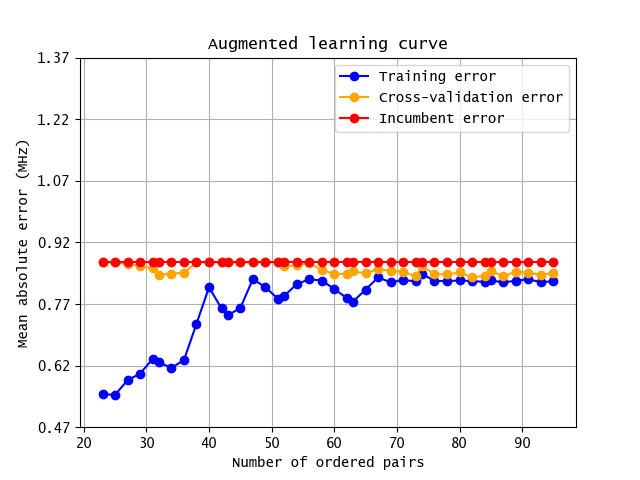 Augmented learning curve
1.37
1.22
1.07
0.92
0.77
0.62
0.47
Mean absolute error (MHz)
Training error
Cross-validation error
Incumbent error
20 30 40 50 60 70 80 90
Number of ordered pairs